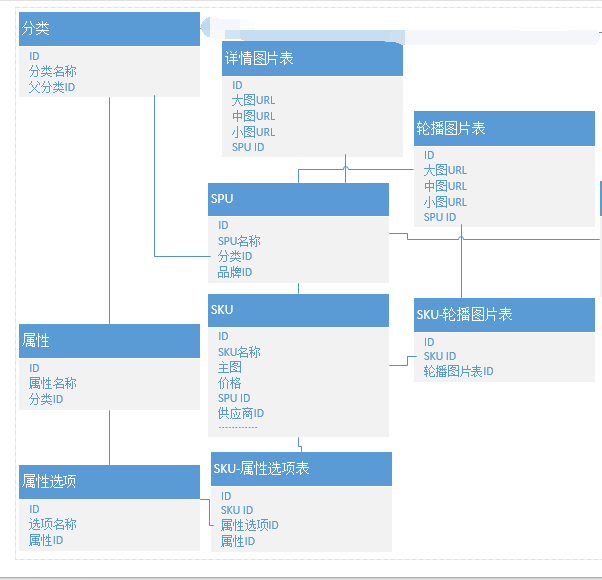 分类
ID
分类名称
父分类ID
详情图片表
ID
大图URL
中图URL
小图URL
SPU ID
轮播图片表
ID
大图URL
中图URL
小图URL
SPU ID
SPU
ID
SPU名称
分类ID
品牌ID
SKU
ID
SKU名称
主图
价格
SPU ID
供应商ID
------------
SKU-轮播图片表
ID
SKU ID
轮播图片表ID
属性
ID
属性名称
分类ID
属性选项
ID
选项名称
属性ID
SKU-属性选项表
ID
SKU ID
属性选项ID
属性ID